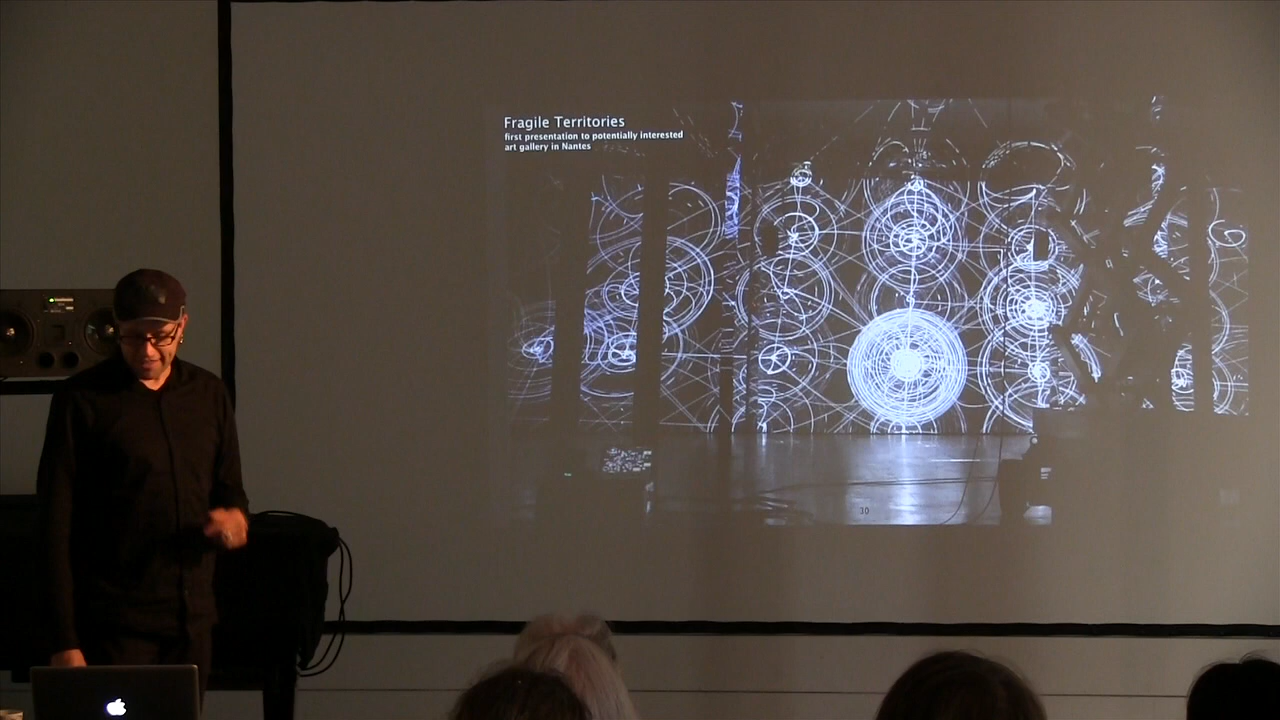 Fragile Territories
first presentation to potentially interested
art gallery in Nantes
10